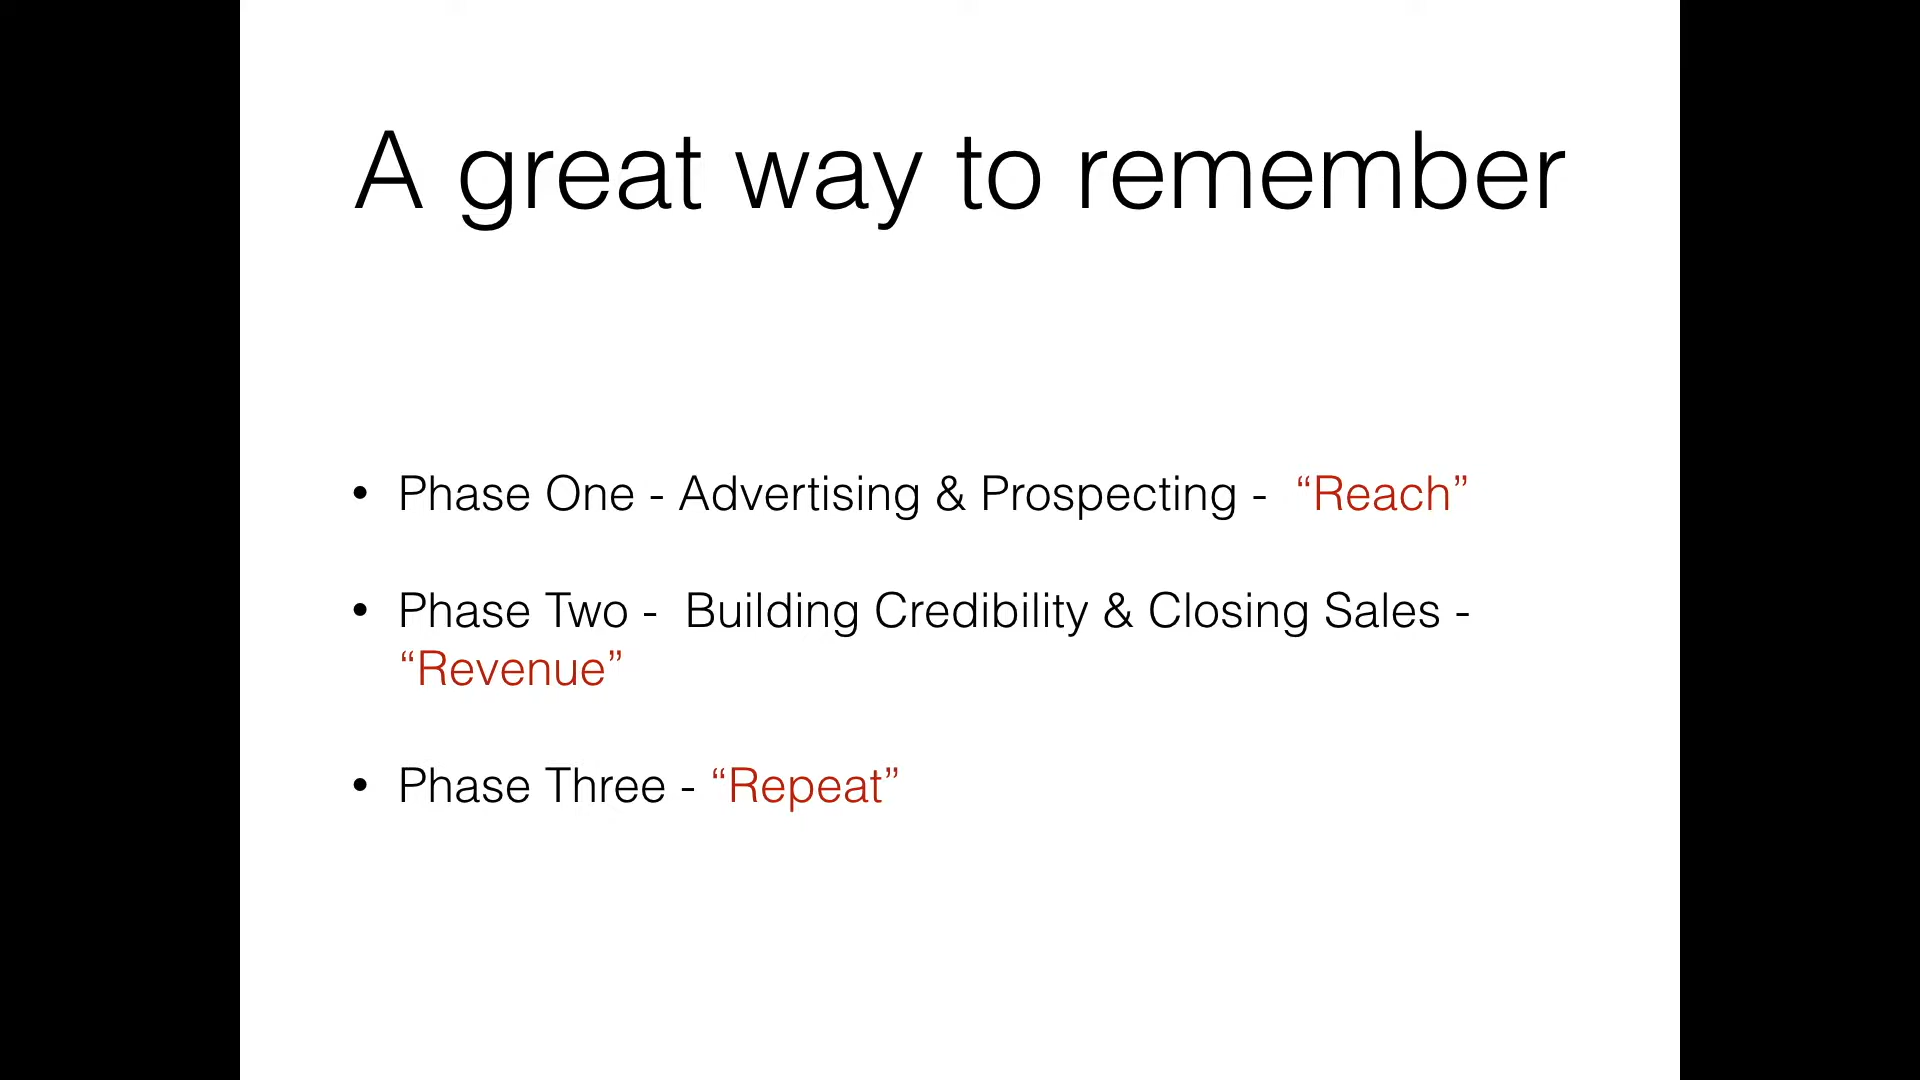 A great way to remember
• Phase One - Advertising & Prospecting - “Reach”
• Phase Two - Building Credibility & Closing Sales -
“Revenue”
• Phase Three - “Repeat”